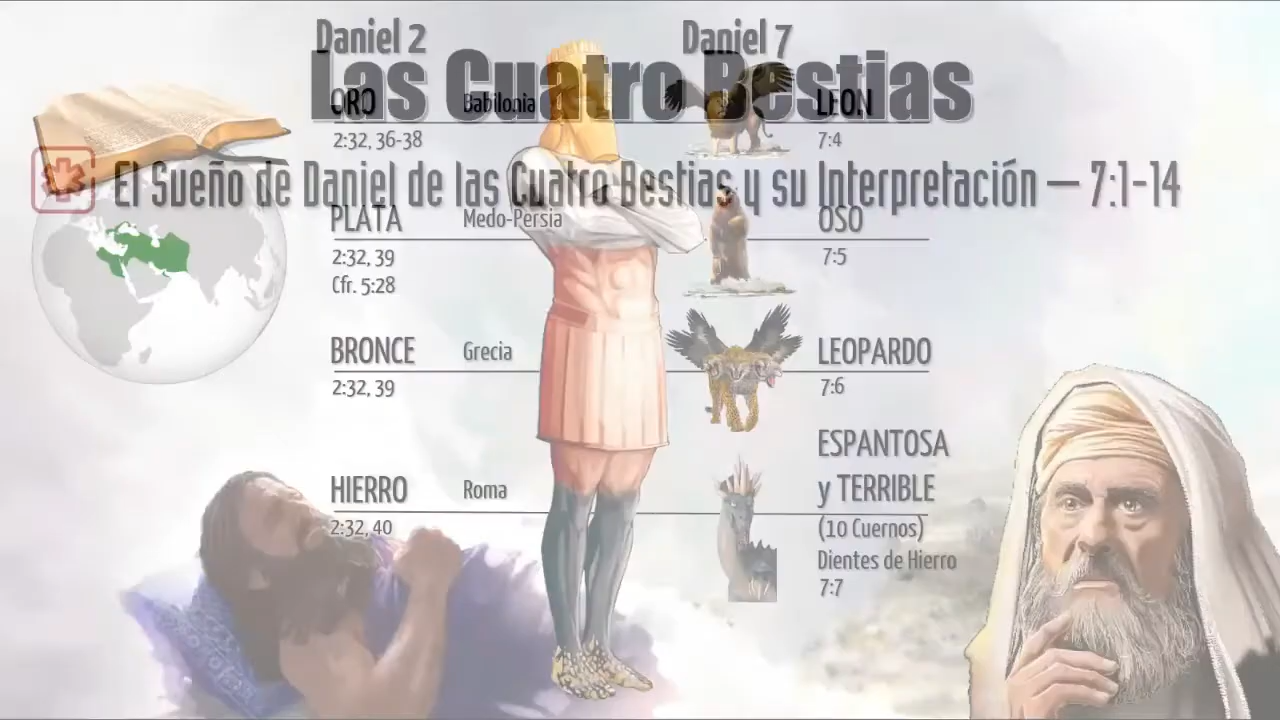 Daniel 2
Daniel 7
Las Cuatro Bestias
ORO
Babilonia
LEÓN
2:32, 36-38
7:4
El Sueño de Daniel de las Cuatro Bestias y su Interpretación – 7:1-14
PLATA
Medo-Persia
OSO
2:32, 39
7:5
Cfr. 5:28
BRONCE
Grecia
LEOPARDO
2:32, 39
7:6
ESPANTOSA
y TERRIBLE
HIERRO
Roma
2:32, 40
(10 Cuernos)
Dientes de Hierro
7:7